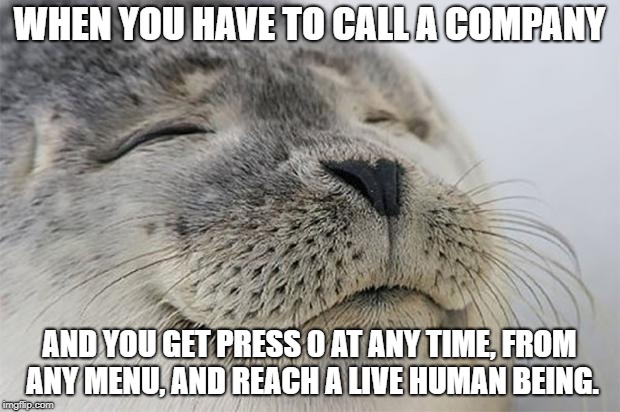 WHEN YOU HAVE TO CALL A COMPANY
AND YOU GET PRESS 0 AT ANY TIME, FROM
ANY MENU, AND REACH A LIVE HUMAN BEING.
imgflip.com